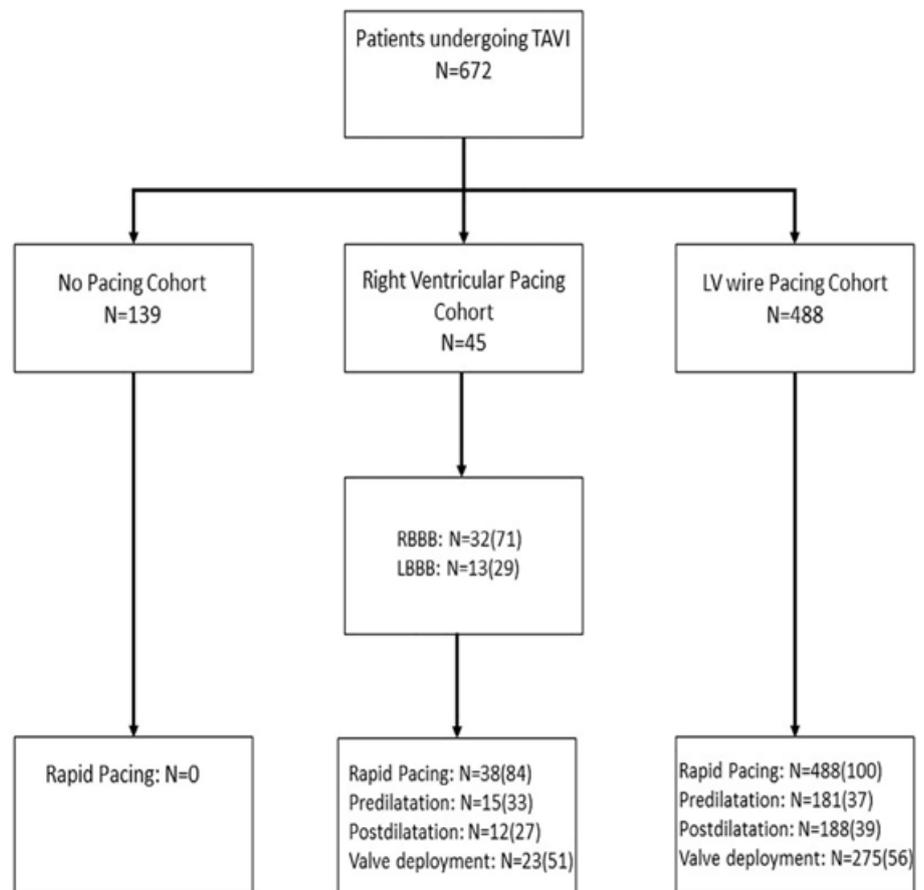 Patients undergoing TAVI
N=672
No Pacing Cohort
N=139
Right Ventricular Pacing
Cohort
N=45
LV wire Pacing Cohort
N=488
RBBB: N=32(71)
LBBB: N=13(29)
Rapid Pacing: N=0
Rapid Pacing: N=38(84)
Predilatation: N=15(33)
Postdilatation: N=12(27)
Valve deployment: N=23(51)
Rapid Pacing: N=488(100)
Predilatation: N=181(37)
Postdilatation: N=188(39)
Valve deployment: N=275(56)